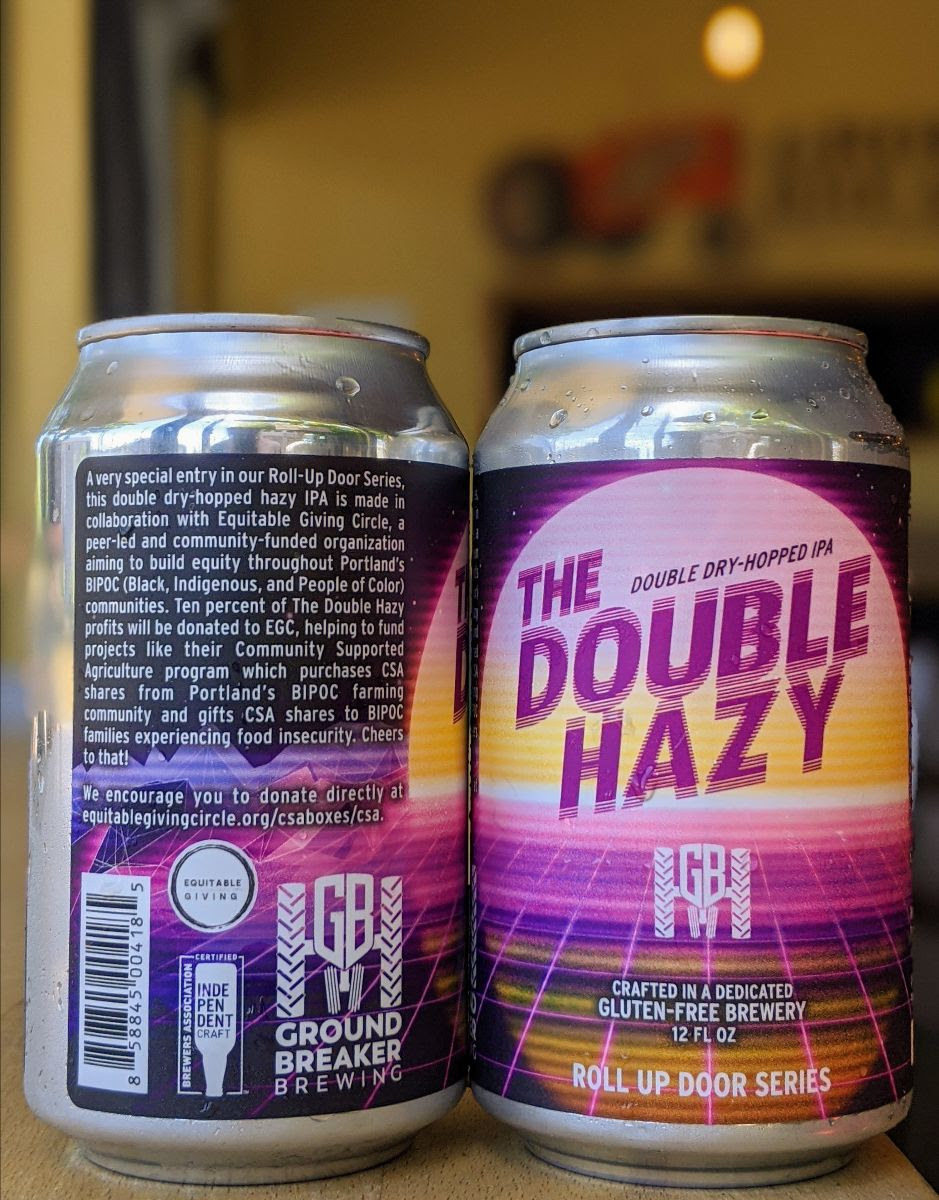 A very special entry in our Roll-Up Door Series,
this double dry-hopped hazy IPA is made in
collaboration with Equitable Giving Circle, a
peer-led and community-funded organization
aiming to build equity throughout Portland's
BIPOC (Black, Indigenous, and People of Color)
communities. Ten percent of The Double Hazy
profits will be donated to EGC, helping to fund
projects like their Community Supported
Agriculture program which purchases CSA
shares from Portland's BIPOC farming
community and gifts CSA shares to BIPOC
families experiencing food insecurity. Cheers
to that!
We encourage you to donate directly at
equitablegivingcircle.org/csaboxes/csa.
EQUITABLE
GIVING
8 58845 00418 5
CERTIFIED
BREWERS ASSOCIATION
INDE
PEN
DENT
CRAFT
GB
GROUND
BREAKER
BREWING
THE
DOUBLE DRY-HOPPED IPA
DOUBLE
HAZY
GB
CRAFTED IN A DEDICATED
GLUTEN-FREE BREWERY
12 FL OZ
ROLL UP DOOR SERIES